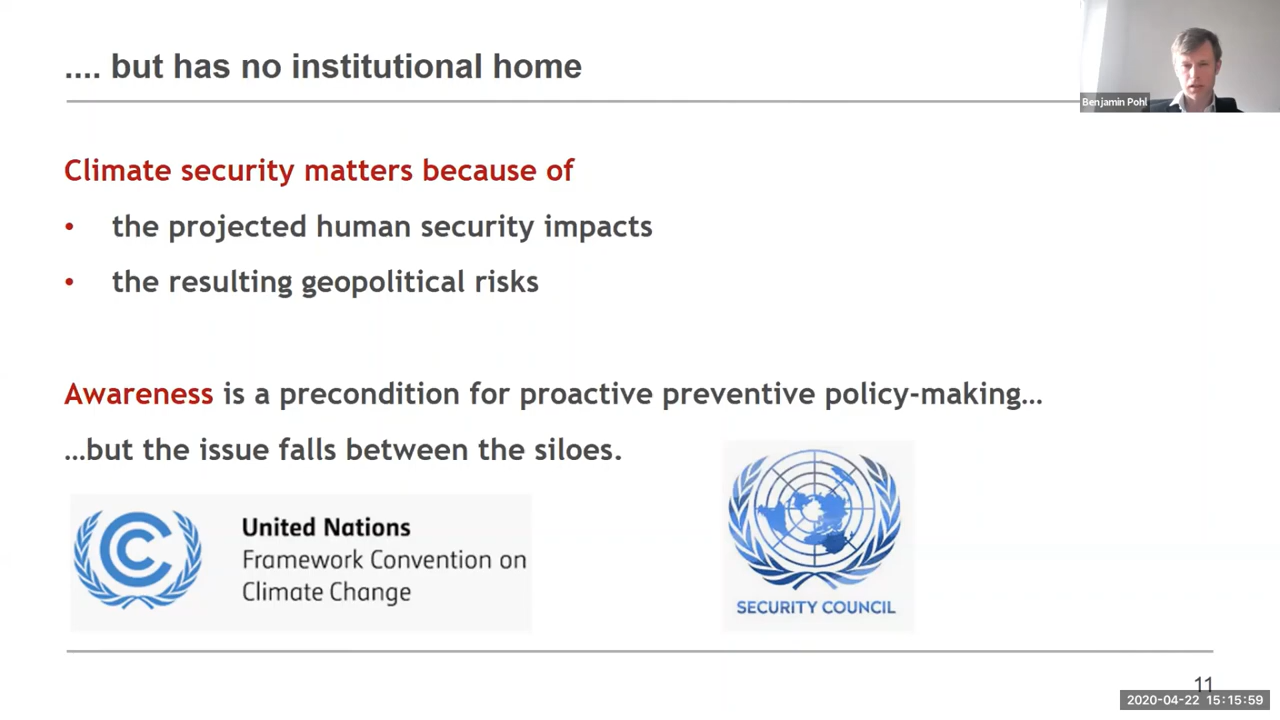 .... but has no institutional home
Benjamin Pohl
Climate security matters because of
• the projected human security impacts
• the resulting geopolitical risks
Awareness is a precondition for proactive preventive policy-making…
…but the issue falls between the siloes.
United Nations
Framework Convention on
Climate Change
SECURITY COUNCIL
11
2020-04-22 15:15:59